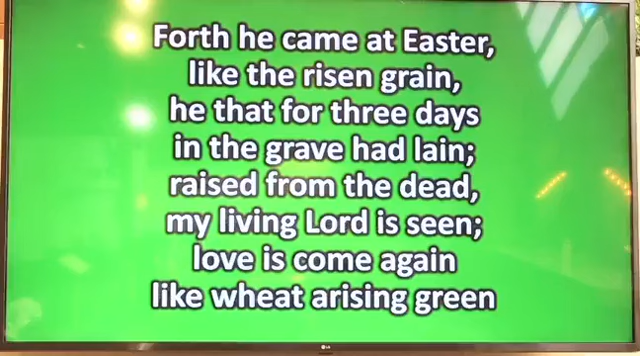 Forth he came at Easter,
like the risen grain,
he that for three days
in the grave had lain;
raised from the dead,
my living Lord is seen;
love is come again
like wheat arising green
LG